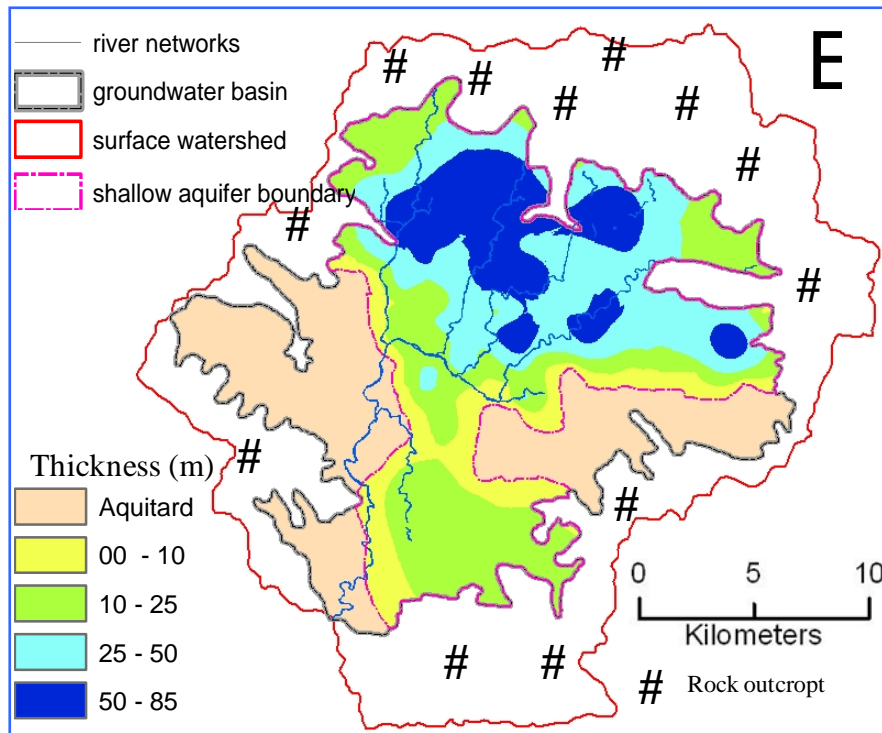 river networks
groundwater basin
surface watershed
shallow aquifer boundary
E
# # # # # # # # # # # #
Thickness (m)
Aquitard
00 - 10
10 - 25
25 - 50
50 - 85
0 5 10
Kilometers
# Rock outcropt